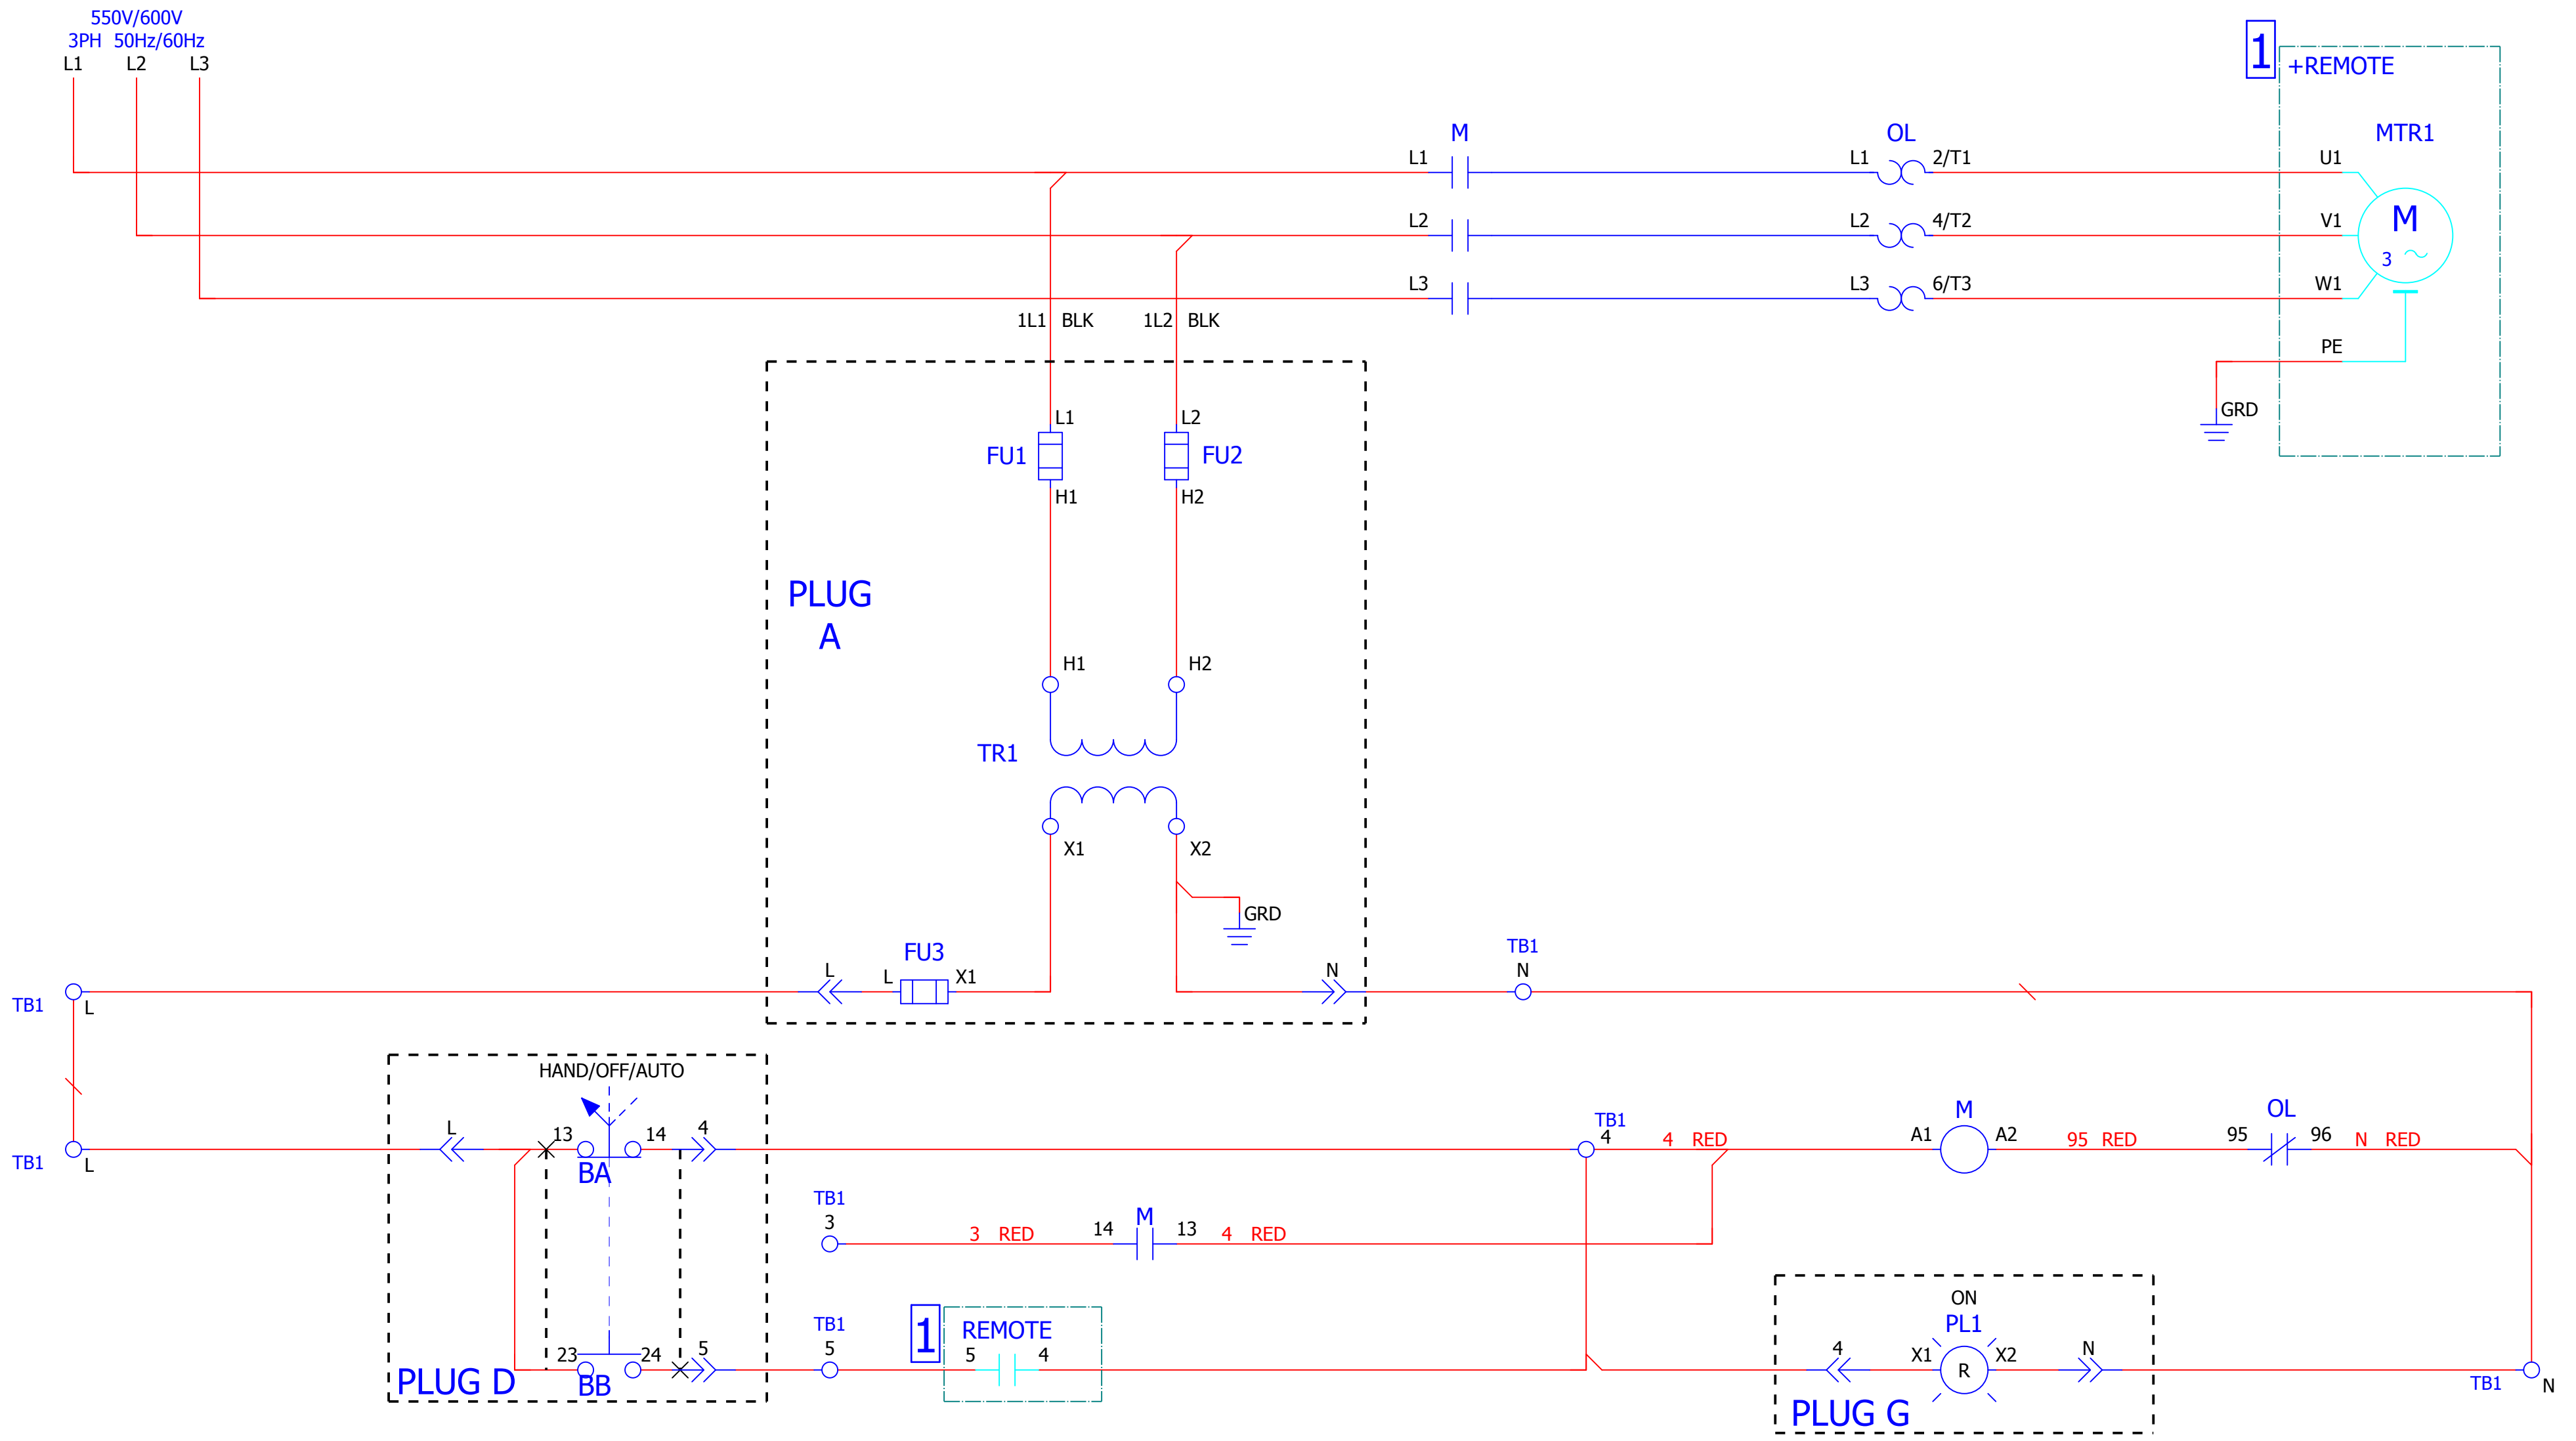 550V/600V
3PH 50Hz/60Hz
L1 L2 L3
1
+REMOTE
M
OL
MTR1
L1
L1
2/T1
U1
L2
L2
4/T2
V1
M
3
L3
L3
6/T3
W1
1L1 BLK
1L2 BLK
PE
GRD
L1
L2
FU1
FU2
H1
H2
PLUG
A
H1
H2
TR1
X1
X2
GRD
FU3
TB1
L
L
X1
N
N
TB1
L
HAND/OFF/AUTO
L
13
14
4
TB1
4
4 RED
M
A1
A2
95 RED
OL
95
96
N RED
TB1
L
BA
TB1
3
3 RED
14
M
13
4 RED
ON
TB1
5
1
REMOTE
PL1
23
24
5
5
4
4
X1
R
X2
N
PLUG D
BB
TB1
N
PLUG G